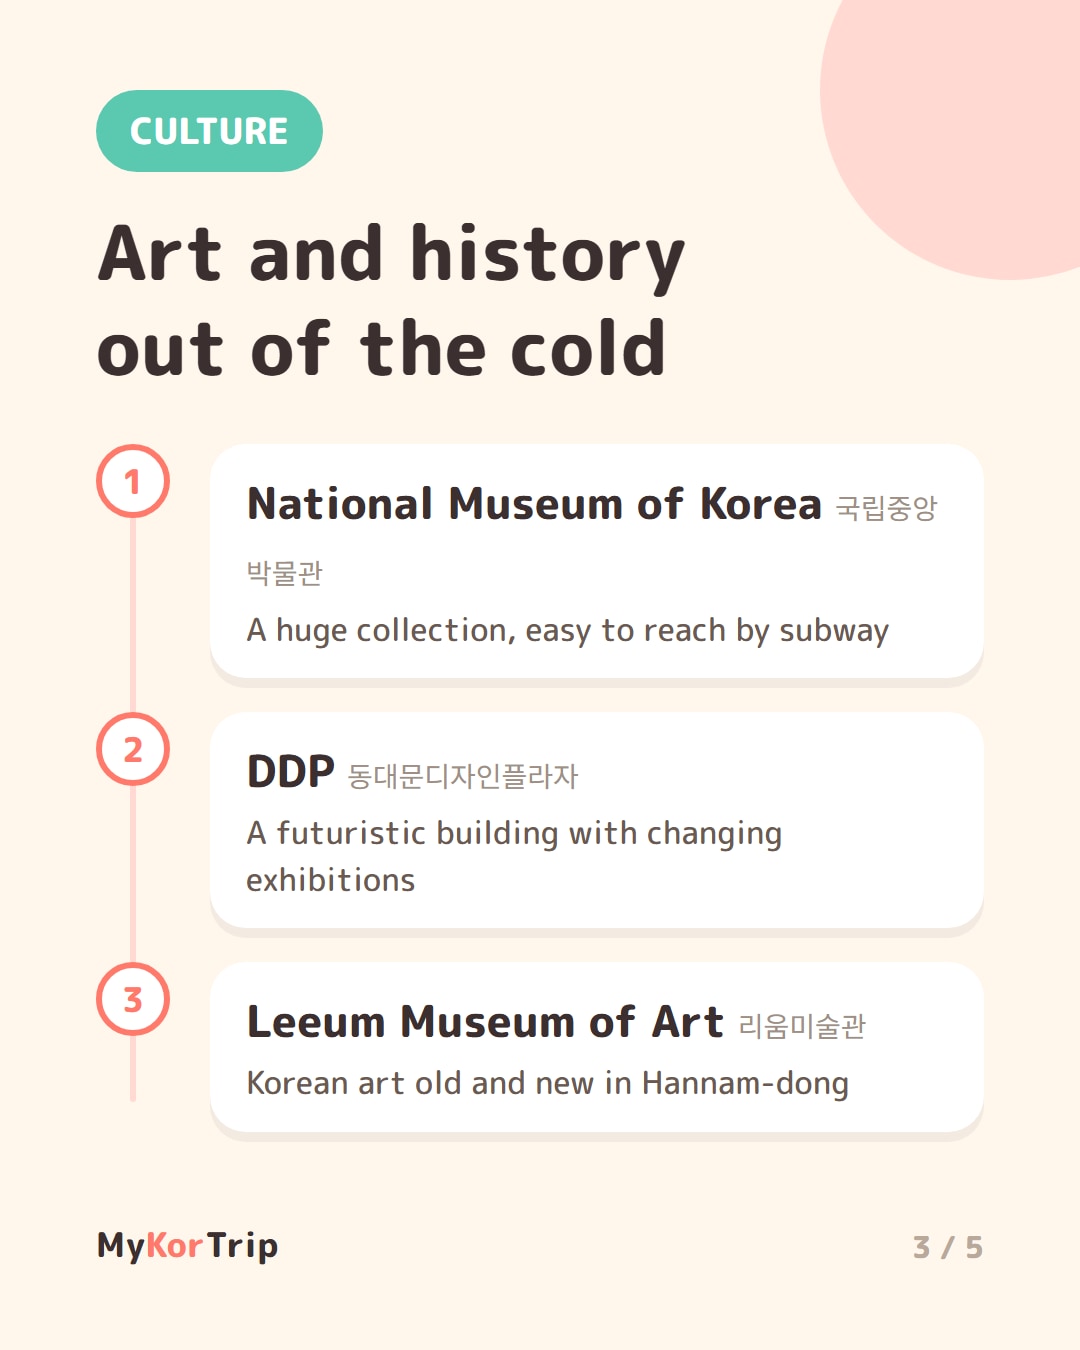 CULTURE
Art and history
out of the cold
1
National Museum of Korea 국립중앙
박물관
A huge collection, easy to reach by subway
2
DDP 동대문디자인플라자
A futuristic building with changing
exhibitions
3
Leeum Museum of Art 리움미술관
Korean art old and new in Hannam-dong
MyKorTrip
3 / 5